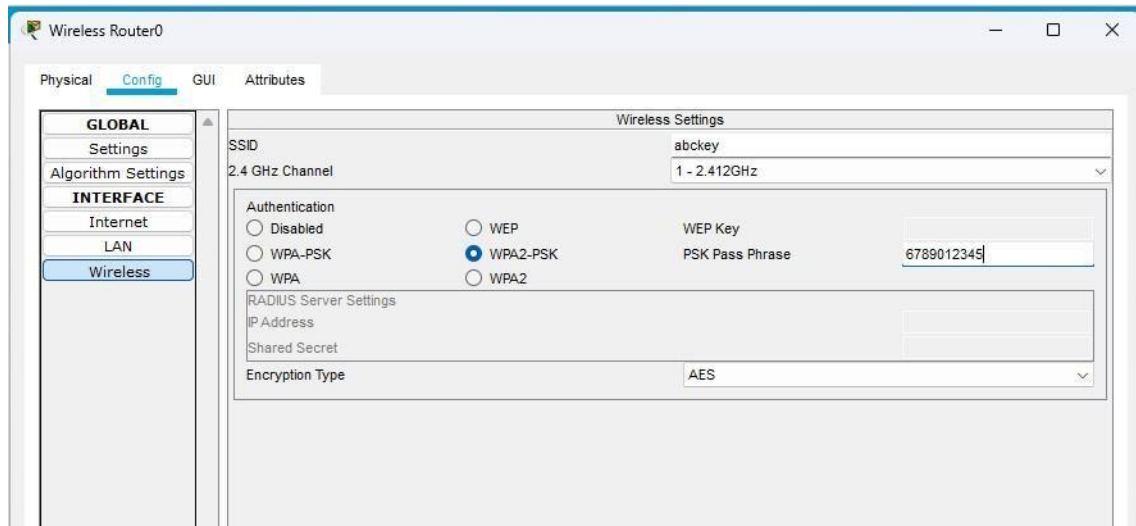 Wireless Router0
Physical Config GUI Attributes
GLOBAL
Settings
Algorithm Settings
INTERFACE
Internet
LAN
Wireless
Wireless Settings
SSID abckey
2.4 GHz Channel 1 - 2.412GHz
Authentication
Disabled WEP WEP Key
WPA-PSK WPA2-PSK PSK Pass Phrase 6789012345
WPA WPA2
RADIUS Server Settings
IP Address
Shared Secret
Encryption Type AES